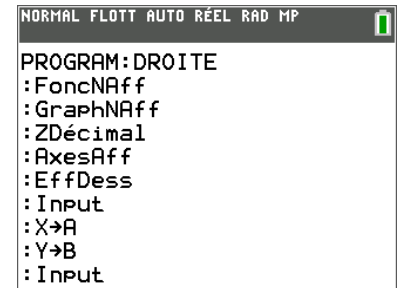 NORMAL FLOTT AUTO RÉEL RAD MP
PROGRAM:DROITE
:FoncNAff
:GraphNAff
:ZDécimal
:AxesAff
:EffDess
:Input
:X→A
:Y→B
:Input